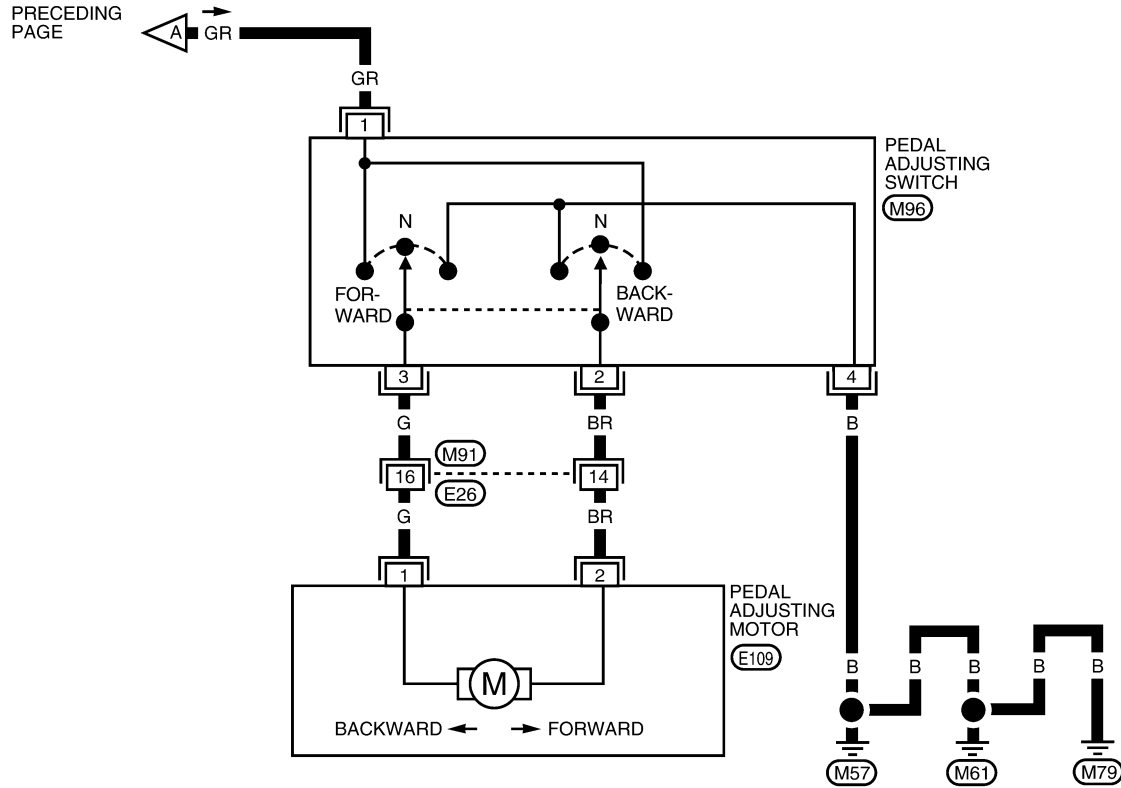 PRECEDING
PAGE
A
GR
GR
1
PEDAL
ADJUSTING
SWITCH
M96
N
N
FOR-
WARD
BACK-
WARD
3
2
4
G
BR
B
M91
16
14
E26
G
BR
1
2
PEDAL
ADJUSTING
MOTOR
E109
M
BACKWARD
FORWARD
B
B
B
B
B
M57
M61
M79